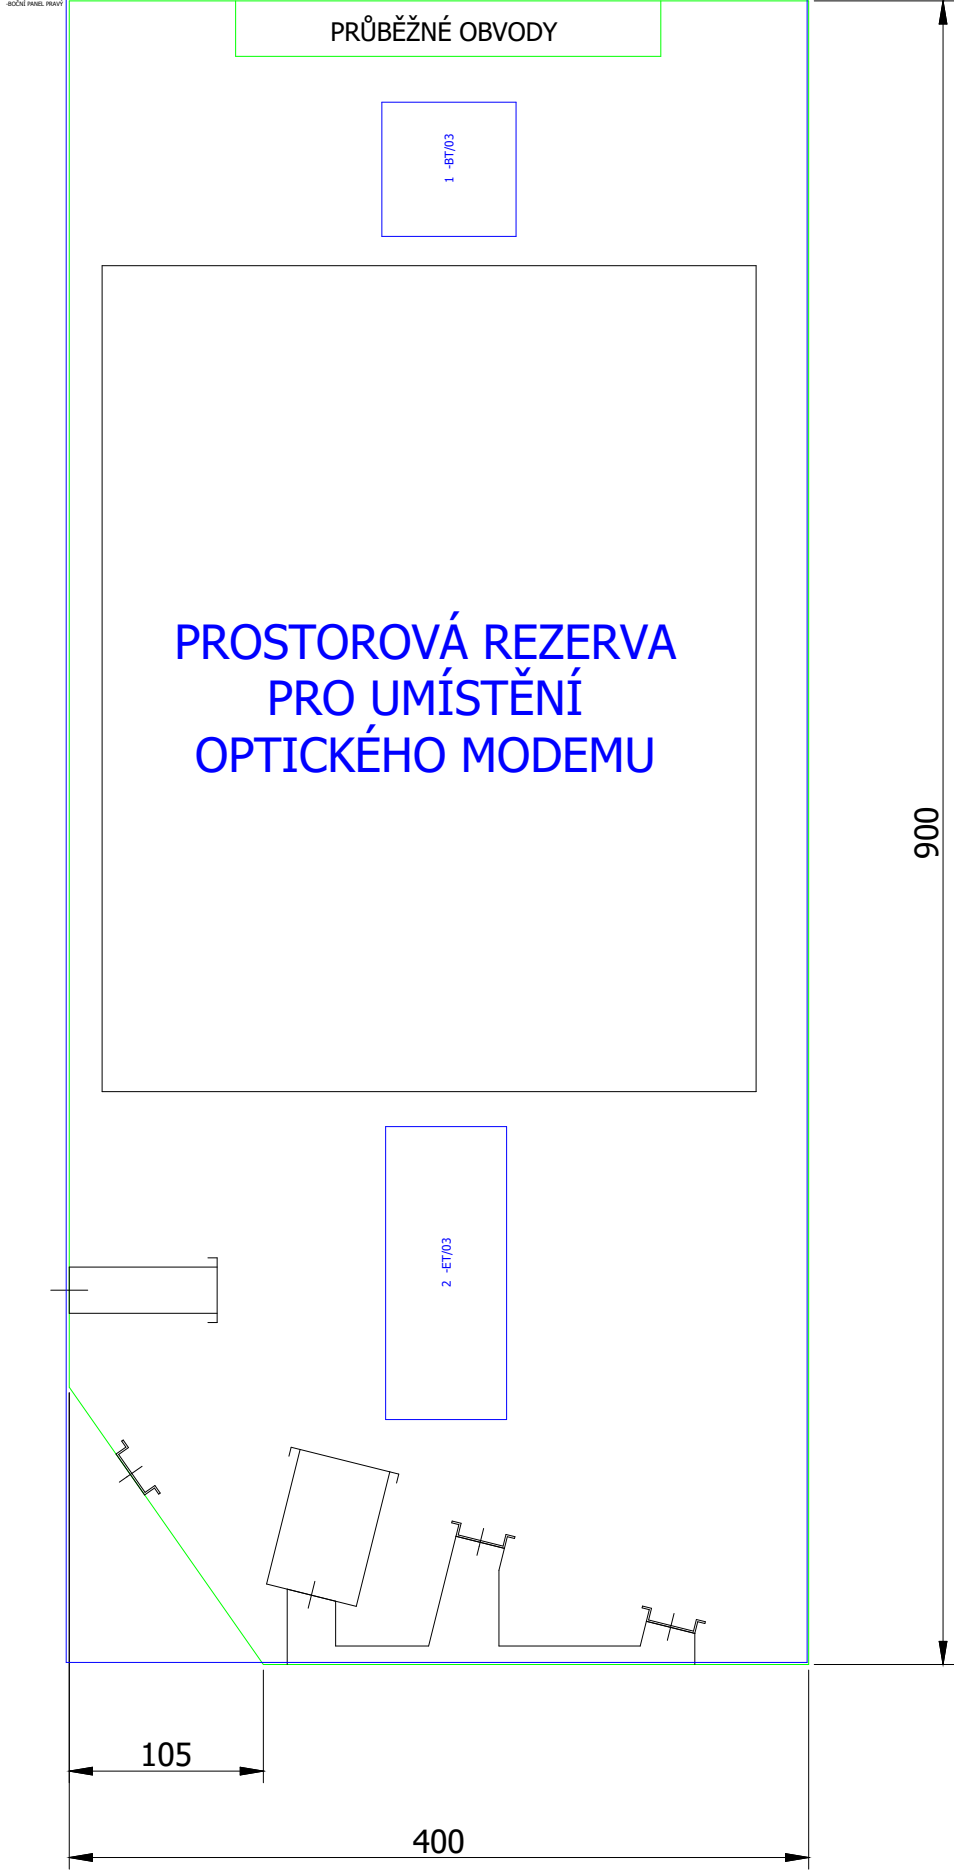 -BOČNÍ PANEL PRAVÝ
PRŮBĚŽNÉ OBVODY
1 -BT/03
PROSTOROVÁ REZERVA
PRO UMÍSTĚNÍ
OPTICKÉHO MODEMU
900
2 -ET/03
105
400